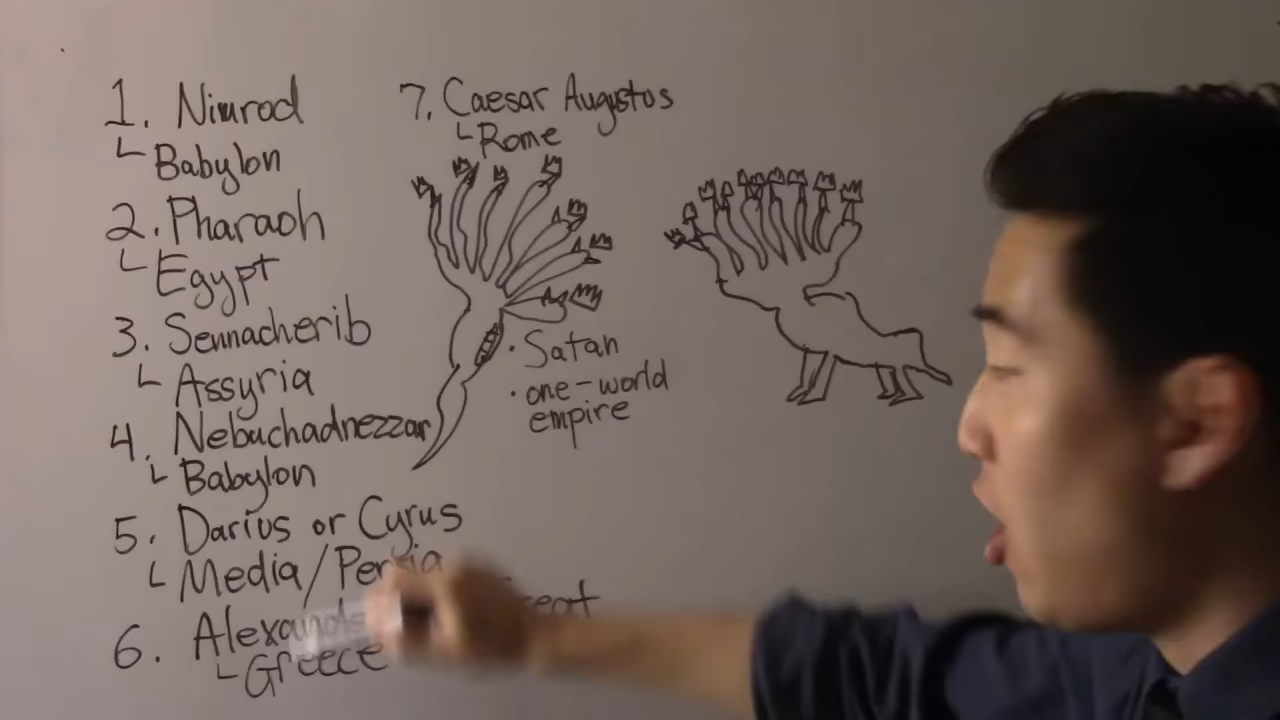 1. Nimrod
└ Babylon
2. Pharaoh
└ Egypt
3. Sennacherib
└ Assyria
4. Nebuchadnezzar
└ Babylon
5. Darius or Cyrus
└ Media/Persia
6.
└ Greece
7. Caesar Augustos
└ Rome
· Satan
· one-world
empire